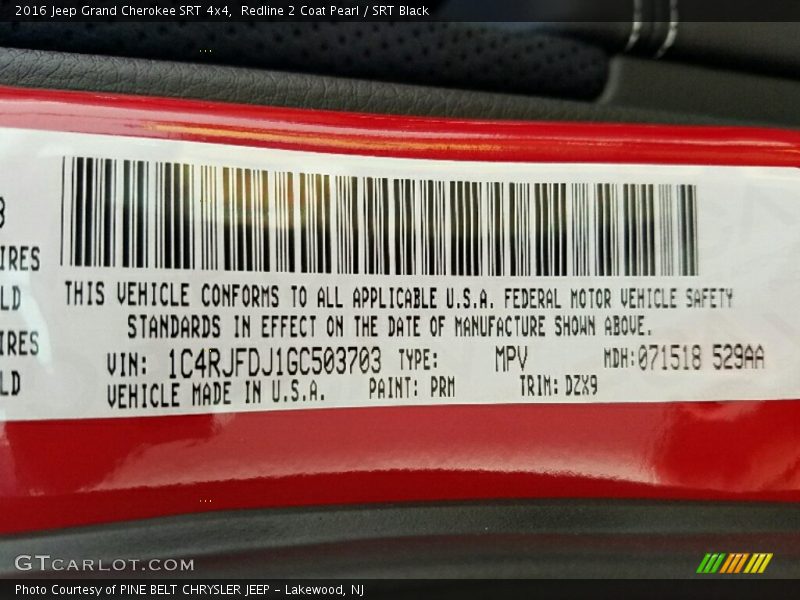 2016 Jeep Grand Cherokee SRT 4x4,  Redline 2 Coat Pearl / SRT Black
IRES
LD
IRES
LD
THIS VEHICLE CONFORMS TO ALL APPLICABLE U.S.A. FEDERAL MOTOR VEHICLE SAFETY
STANDARDS IN EFFECT ON THE DATE OF MANUFACTURE SHOWN ABOVE.
VIN: 1C4RJFDJ1GC503703 TYPE: MPV MDH:071518 529AA
VEHICLE MADE IN U.S.A. PAINT: PRM TRIM: DZX9
GTCARLOT.COM
Photo Courtesy of PINE BELT CHRYSLER JEEP - Lakewood, NJ